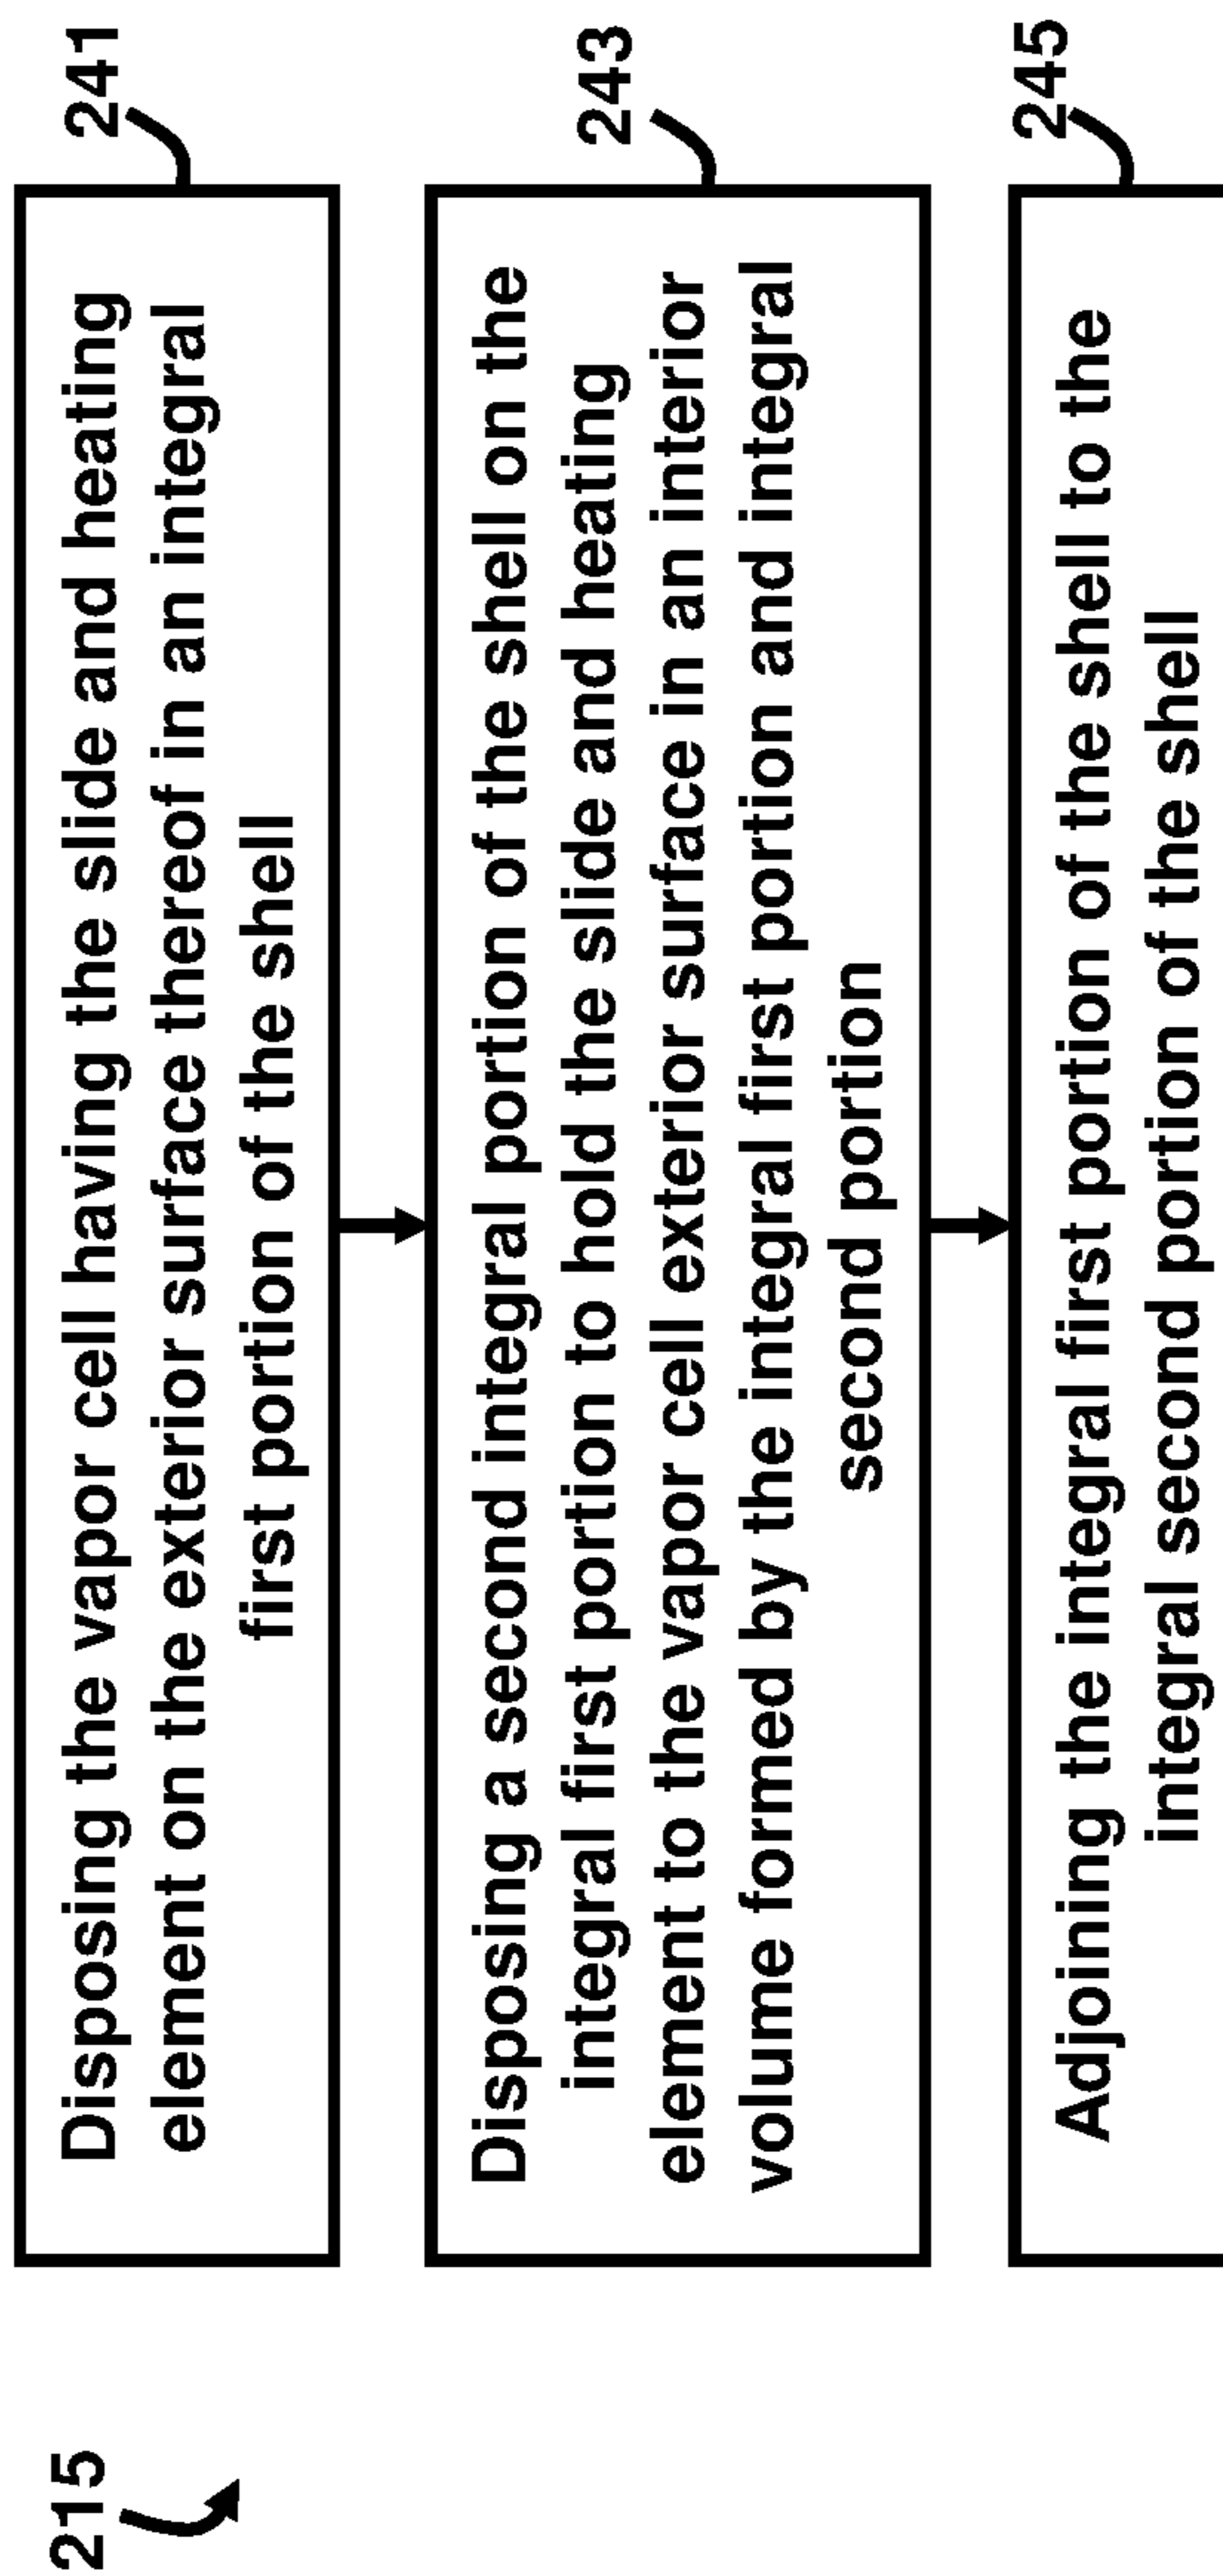 215
241
Disposing the vapor cell having the slide and heating
element on the exterior surface thereof in an integral
first portion of the shell
243
Disposing a second integral portion of the shell on the
integral first portion to hold the slide and heating
element to the vapor cell exterior surface in an interior
volume formed by the integral first portion and integral
second portion
245
Adjoining the integral first portion of the shell to the
integral second portion of the shell